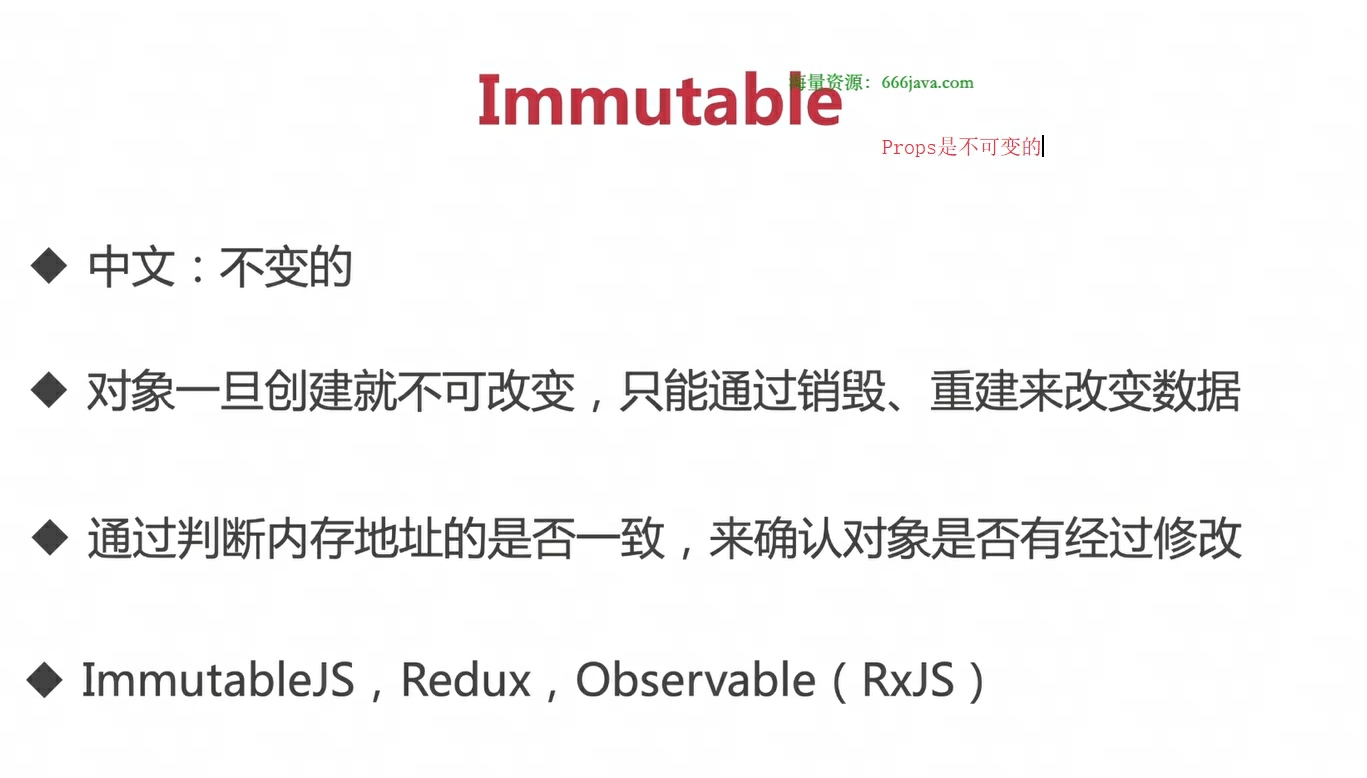 Immutable
海量资源：666java.com
Props是不可变的
◆ 中文：不变的
◆ 对象一旦创建就不可改变，只能通过销毁、重建来改变数据
◆ 通过判断内存地址的是否一致，来确认对象是否有经过修改
◆ ImmutableJS，Redux，Observable（RxJS）